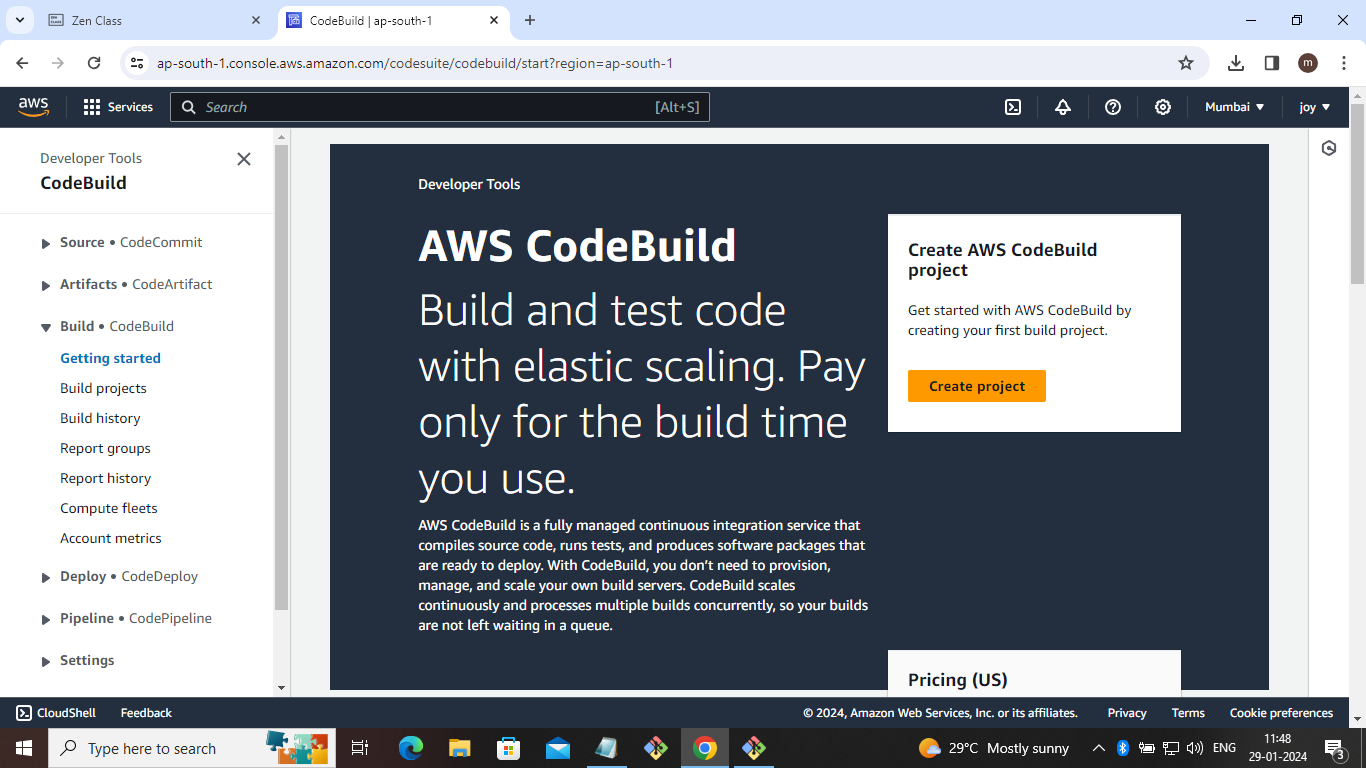 Zen Class
CodeBuild | ap-south-1
ap-south-1.console.aws.amazon.com/codesuite/codebuild/start?region=ap-south-1
m
aws
Services
Search
[Alt+S]
Mumbai
joy
Developer Tools
CodeBuild
Source • CodeCommit
Artifacts • CodeArtifact
Build • CodeBuild
Getting started
Build projects
Build history
Report groups
Report history
Compute fleets
Account metrics
Deploy • CodeDeploy
Pipeline • CodePipeline
Settings
Developer Tools
AWS CodeBuild
Build and test code
with elastic scaling. Pay
only for the build time
you use.
AWS CodeBuild is a fully managed continuous integration service that
compiles source code, runs tests, and produces software packages that
are ready to deploy. With CodeBuild, you don’t need to provision,
manage, and scale your own build servers. CodeBuild scales
continuously and processes multiple builds concurrently, so your builds
are not left waiting in a queue.
Create AWS CodeBuild
project
Get started with AWS CodeBuild by
creating your first build project.
Create project
Pricing (US)
CloudShell
Feedback
© 2024, Amazon Web Services, Inc. or its affiliates.
Privacy
Terms
Cookie preferences
Type here to search
29°C Mostly sunny
ENG
11:48
29-01-2024
3